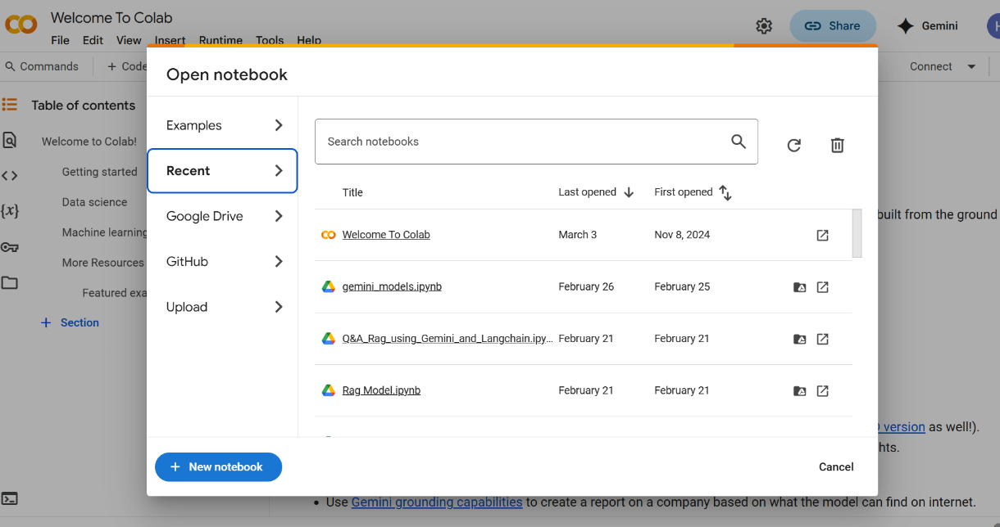 Welcome To Colab
File Edit View Insert Runtime Tools Help
Share
Gemini
H
Commands
+ Code
Connect
Open notebook
Table of contents
Welcome to Colab!
Getting started
Data science
Machine learning
More Resources
Featured exa
+ Section
Examples
Recent
Google Drive
GitHub
Upload
Search notebooks
Title Last opened First opened
Welcome To Colab March 3 Nov 8, 2024
gemini_models.ipynb February 26 February 25
Q&A_Rag_using_Gemini_and_Langchain.ipy... February 21 February 21
Rag Model.ipynb February 21 February 21
+ New notebook
Cancel
built from the ground
version as well!).
hts.
• Use Gemini grounding capabilities to create a report on a company based on what the model can find on internet.